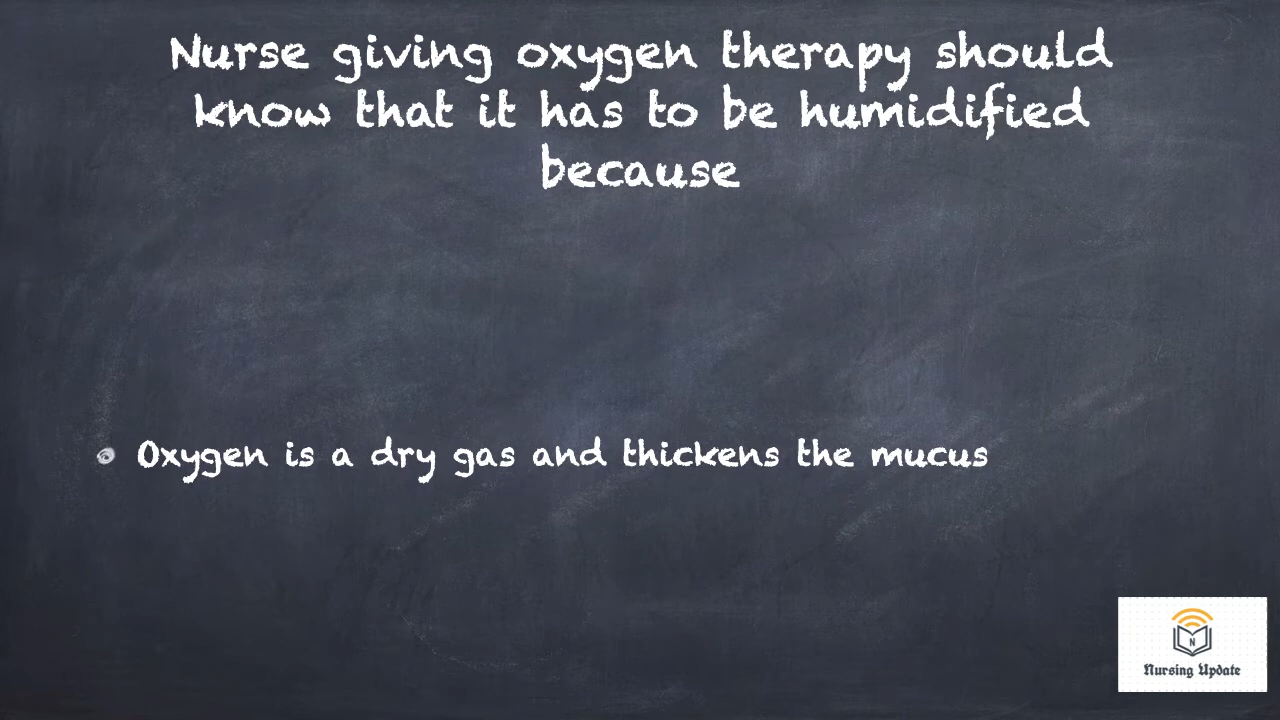 Nurse giving oxygen therapy should
know that it has to be humidified
because
Oxygen is a dry gas and thickens the mucus
N
Nursing Update